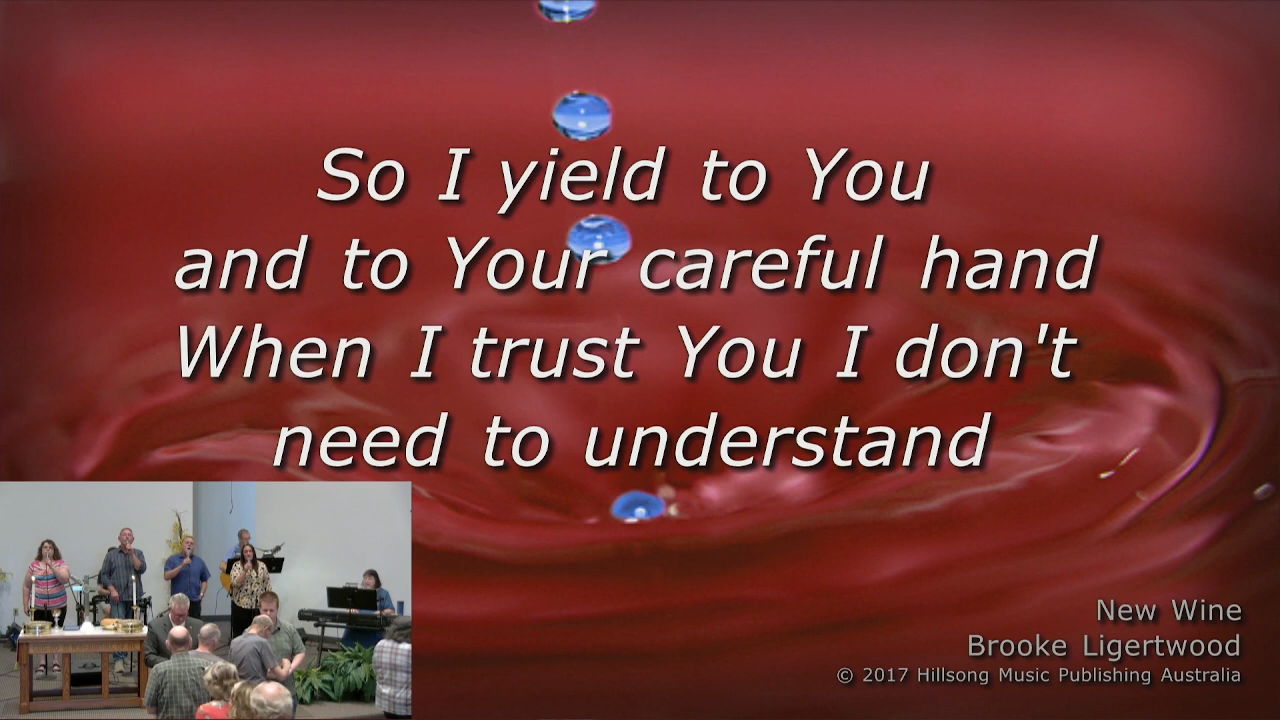 So I yield to You
and to Your careful hand
When I trust You I don't
need to understand
New Wine
Brooke Ligertwood
© 2017 Hillsong Music Publishing Australia